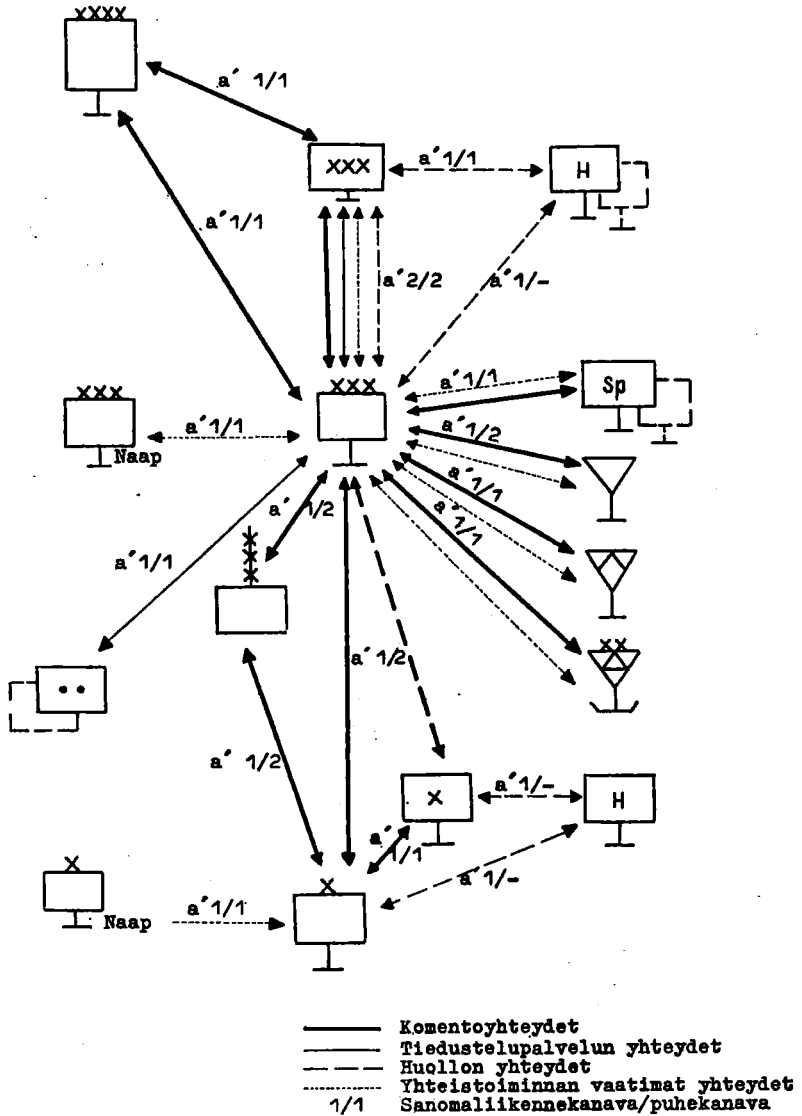 XXXX
a´ 1/1
XXX
a´1/1
H
a´1/1
a´2/2
a´1/-
XXX
XXX
a´1/1
Sp
a´1/1
Naap
a´1/2
a´1/1
a´1/1
a´ 1/2
XXX
a´1/1
XX
a´1/2
••
a´ 1/2
X
a´1/-
H
a´ 1/1
X
a´1/-
X
a´1/1
Naap
Komentoyhteydet
Tiedustelupalvelun yhteydet
Huollon yhteydet
Yhteistoiminnan vaatimat yhteydet
1/1 Sanomaliikennekanava/puhekanava